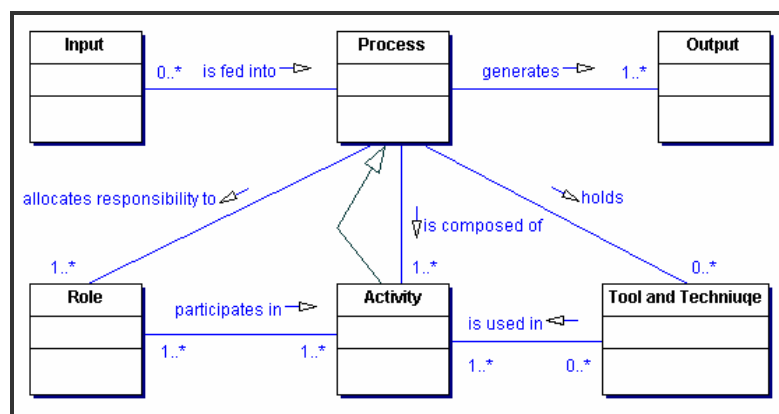 Input
Process
Output
0..* is fed into
generates 1..*
allocates responsibility to
holds
is composed of
1..*
1..*
0..*
Role
Activity
Tool and Techniuqe
participates in
is used in
1..* 1..*
1..* 0..*